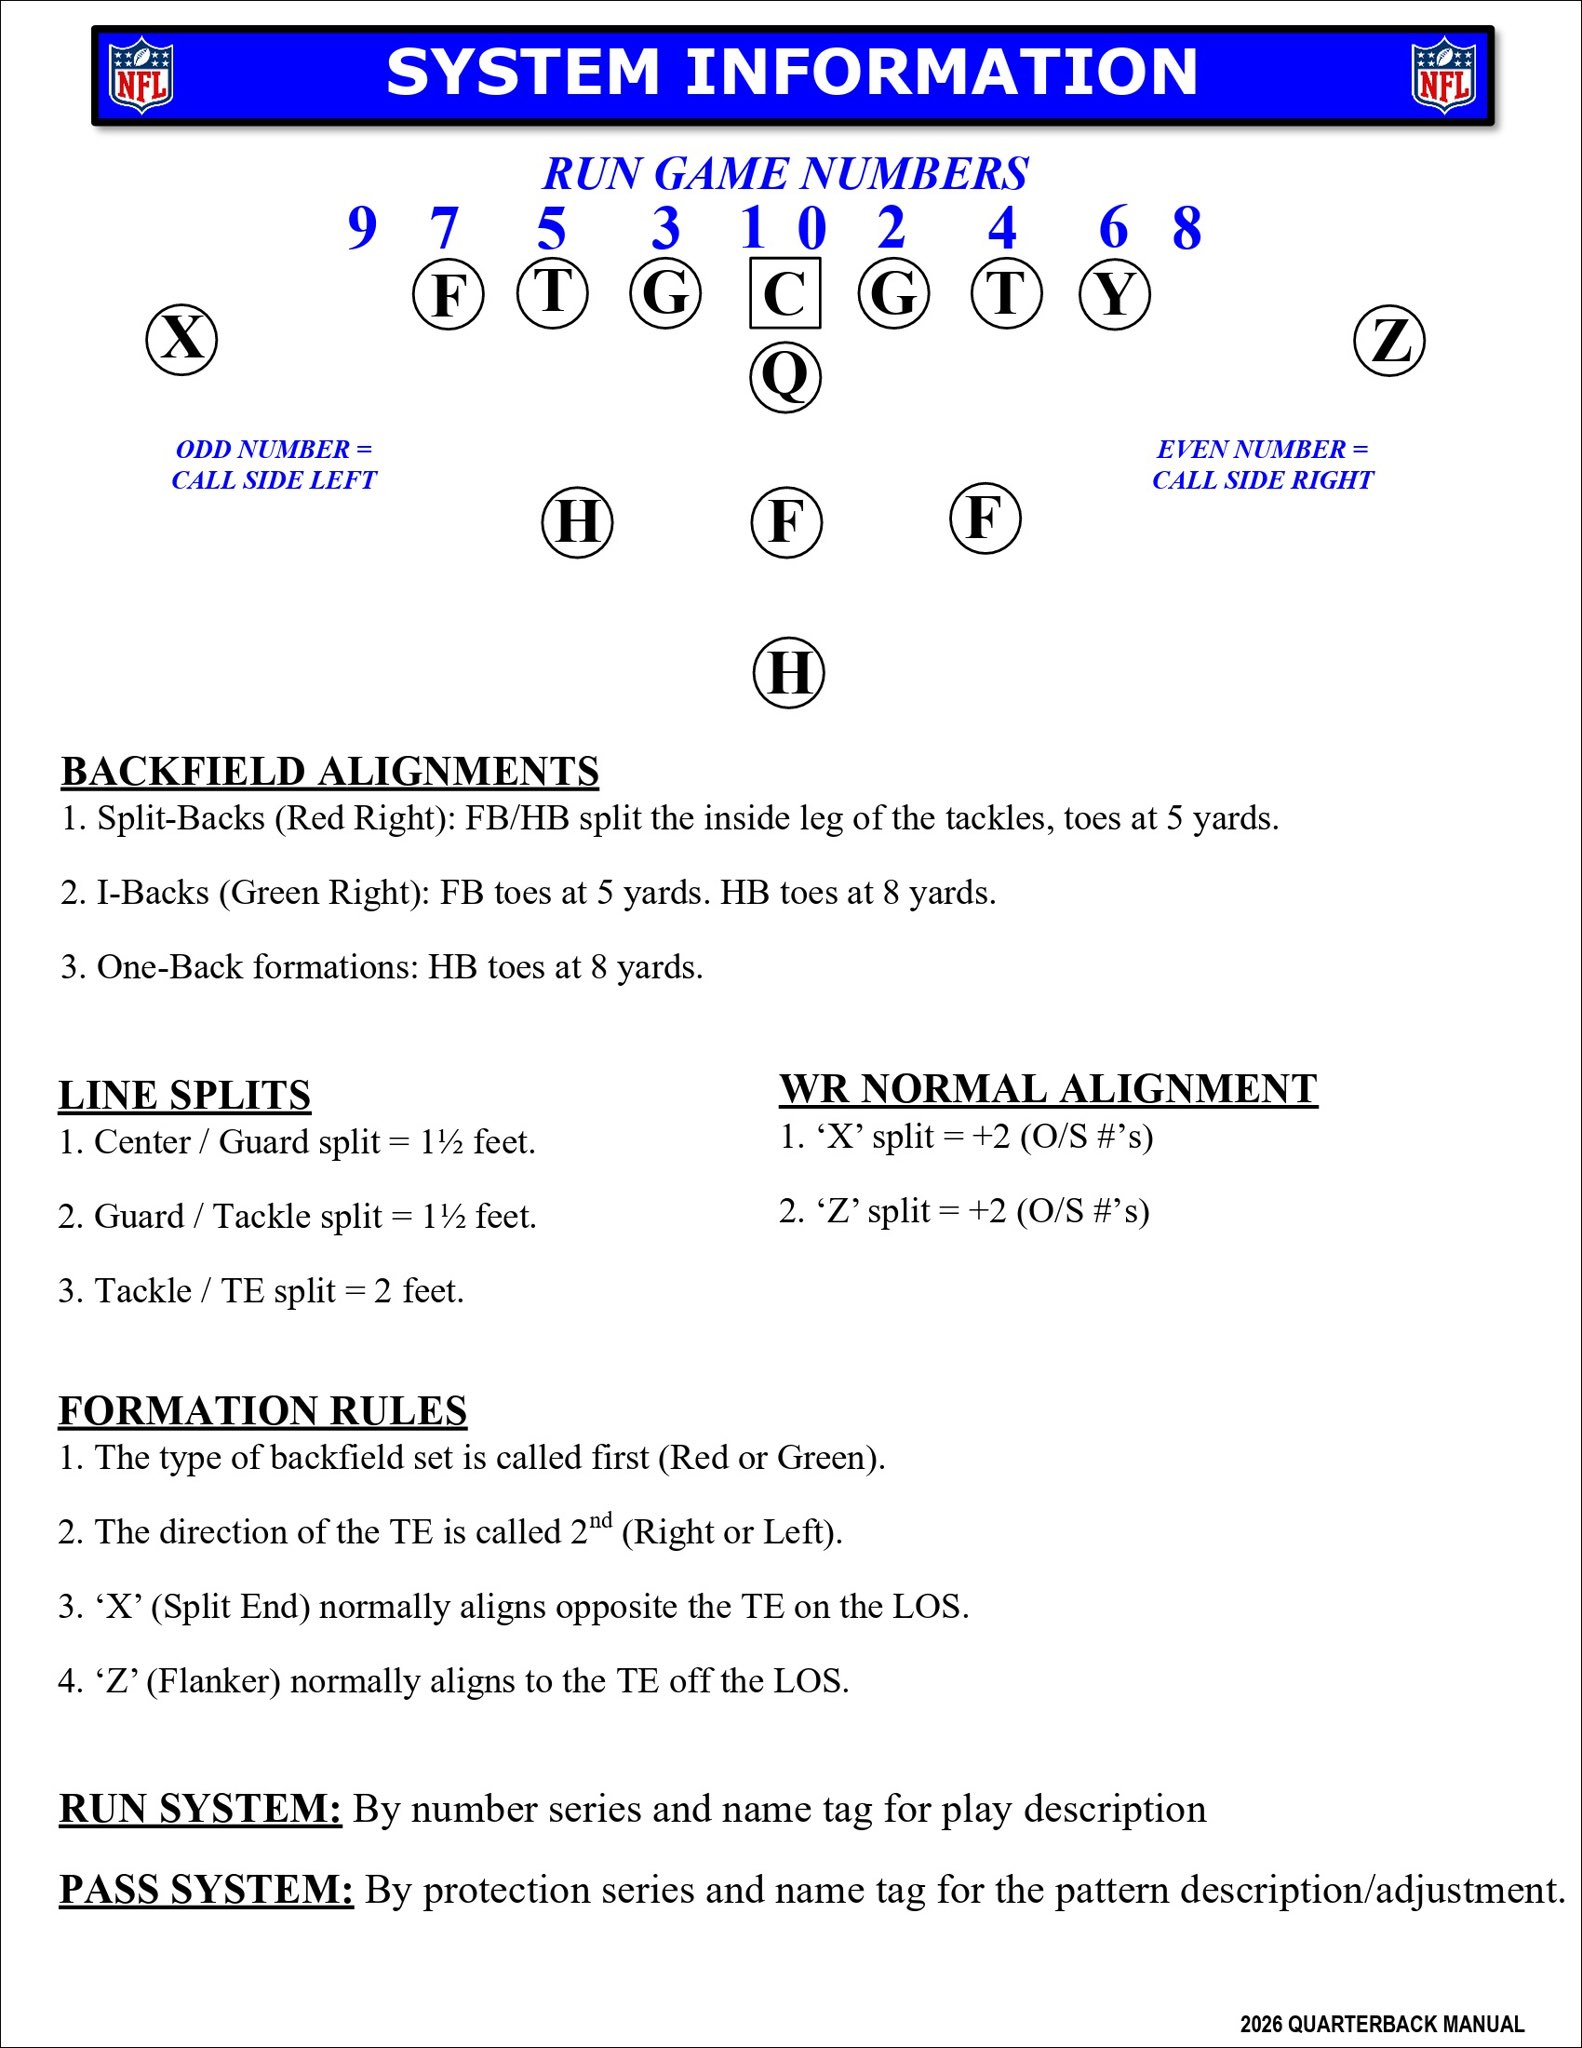 NFL
SYSTEM INFORMATION
NFL
RUN GAME NUMBERS
9 7 5 3 1 0 2 4 6 8
F T G C G T Y
X Z
Q
ODD NUMBER =
CALL SIDE LEFT
EVEN NUMBER =
CALL SIDE RIGHT
H F F
H
BACKFIELD ALIGNMENTS
1. Split-Backs (Red Right): FB/HB split the inside leg of the tackles, toes at 5 yards.
2. I-Backs (Green Right): FB toes at 5 yards. HB toes at 8 yards.
3. One-Back formations: HB toes at 8 yards.
LINE SPLITS
1. Center / Guard split = 1½ feet.
2. Guard / Tackle split = 1½ feet.
3. Tackle / TE split = 2 feet.
WR NORMAL ALIGNMENT
1. ‘X’ split = +2 (O/S #’s)
2. ‘Z’ split = +2 (O/S #’s)
FORMATION RULES
1. The type of backfield set is called first (Red or Green).
2. The direction of the TE is called 2nd (Right or Left).
3. ‘X’ (Split End) normally aligns opposite the TE on the LOS.
4. ‘Z’ (Flanker) normally aligns to the TE off the LOS.
RUN SYSTEM: By number series and name tag for play description
PASS SYSTEM: By protection series and name tag for the pattern description/adjustment.
2026 QUARTERBACK MANUAL